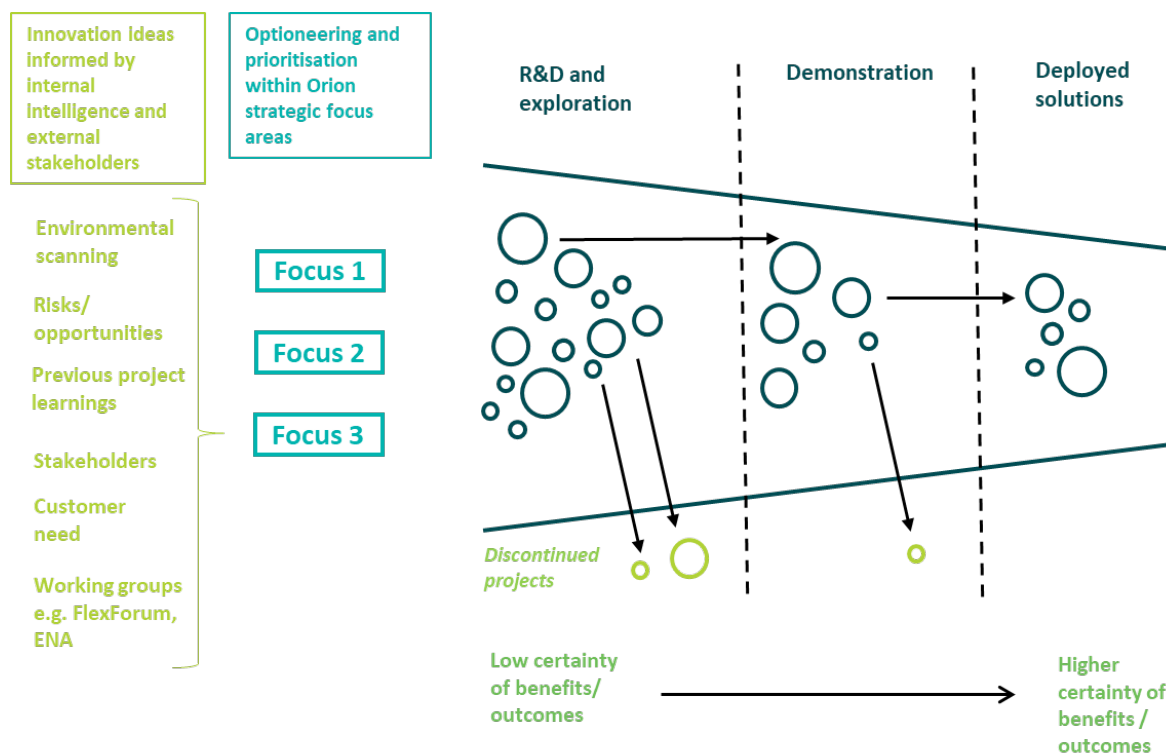 Innovation ideas
informed by
internal
intelligence and
external
stakeholders
Optioneering and
prioritisation
within Orion
strategic focus
areas
R&D and
exploration
Demonstration
Deployed
solutions
Environmental
scanning
Risks/
opportunities
Previous project
learnings
Stakeholders
Customer
need
Working groups
e.g. FlexForum,
ENA
Focus 1
Focus 2
Focus 3
Discontinued
projects
Low certainty
of benefits/
outcomes
Higher
certainty of
benefits /
outcomes